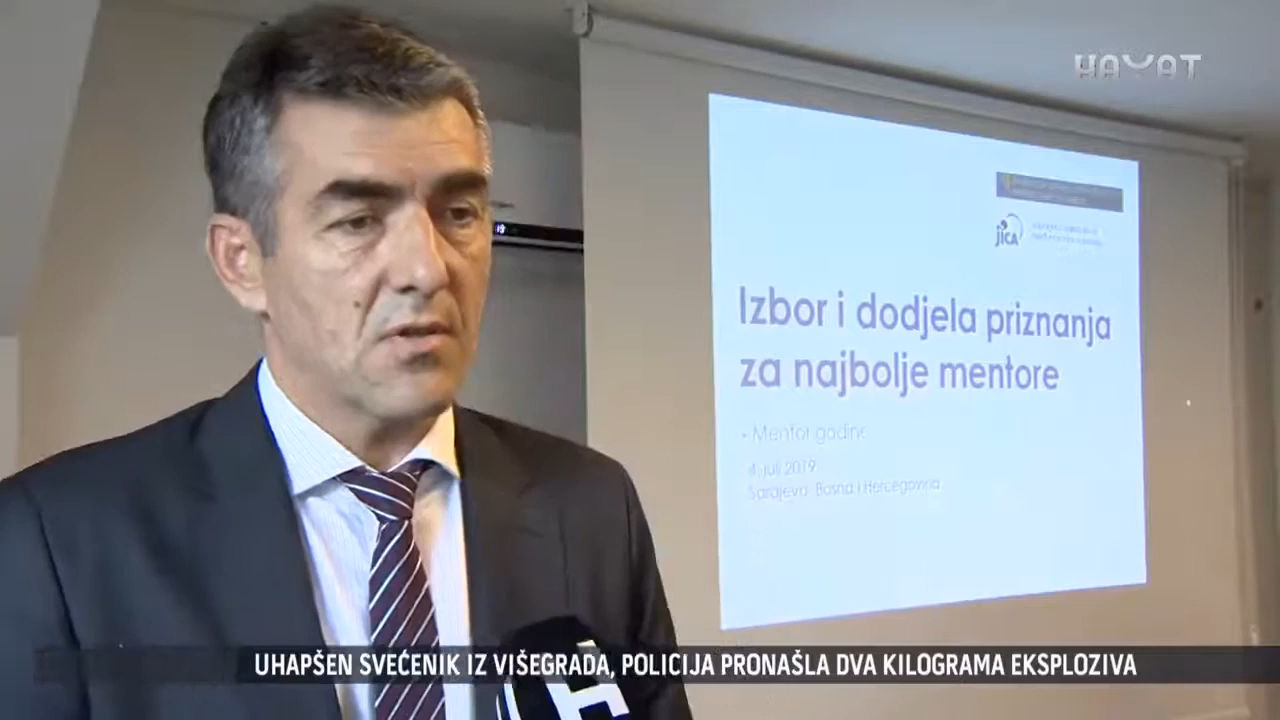 HAYAT
jICA
Izbor i dodjela priznanja
za najbolje mentore
- Mentor godine
4. juli 2019
Sarajevo, Bosna i Hercegovina
UHAPŠEN SVEĆENIK IZ VIŠEGRADA, POLICIJA PRONAŠLA DVA KILOGRAMA EKSPLOZIVA